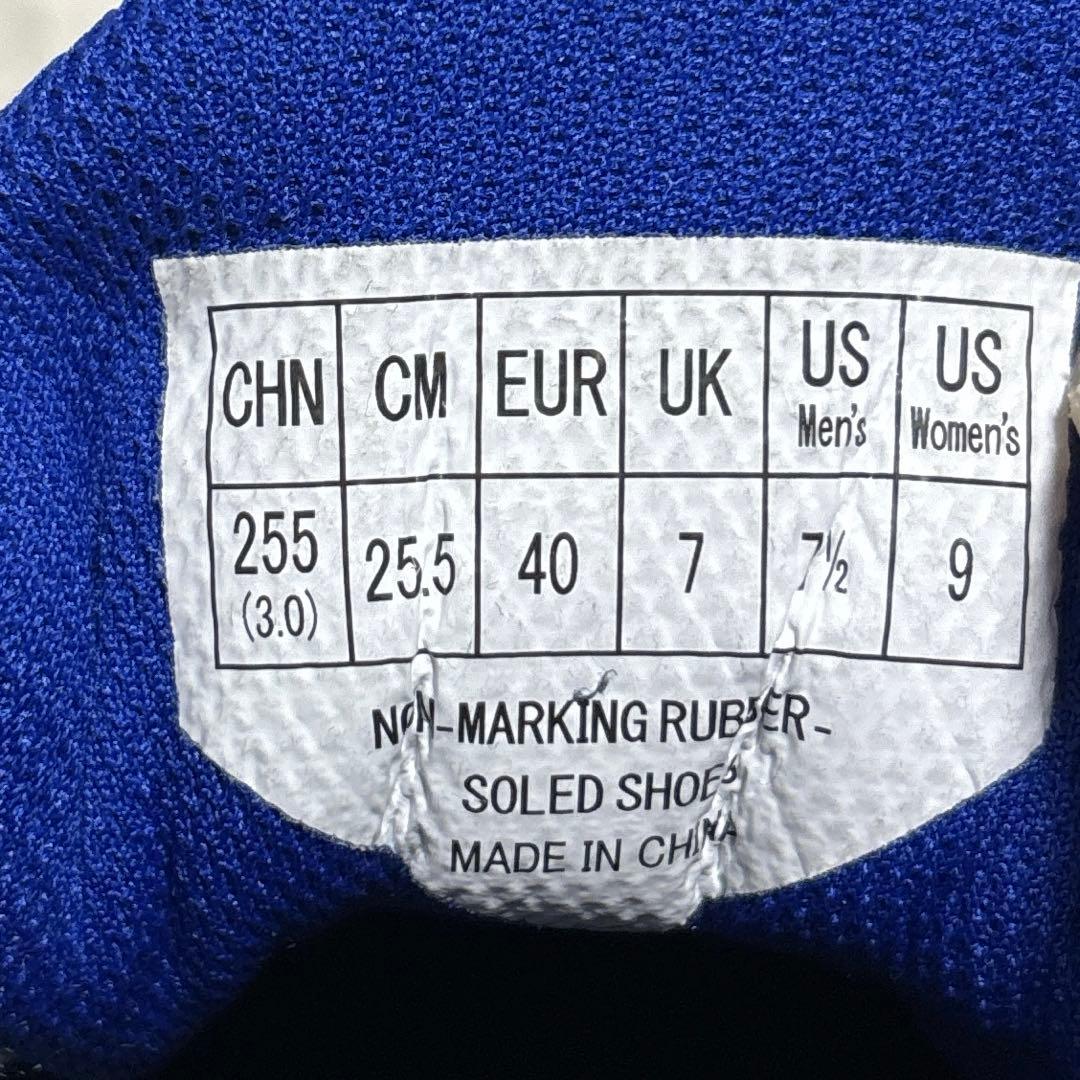 CHN CM EUR UK US Men's US Women's
255 (3.0) 25.5 40 7 7½ 9
NON-MARKING RUBBER-
SOLED SHOES
MADE IN CHINA